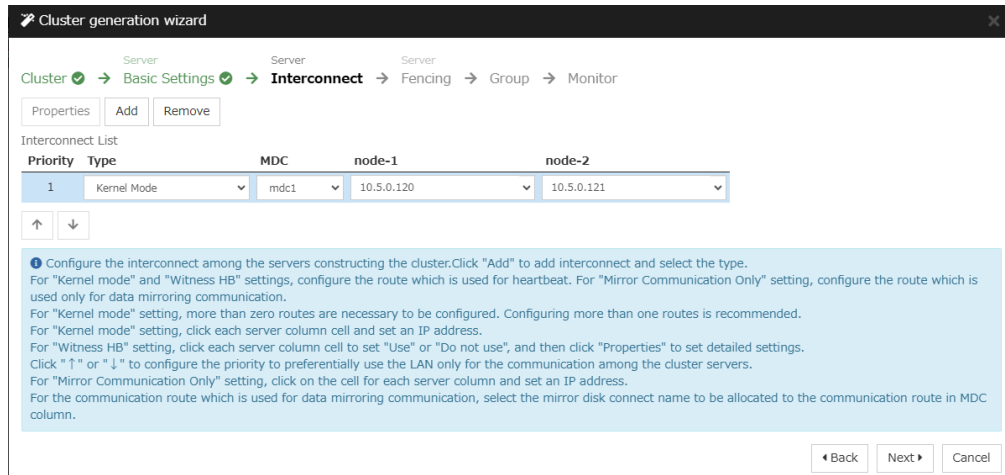 Cluster generation wizard
Server Server Server
Cluster → Basic Settings → Interconnect → Fencing → Group → Monitor
Properties Add Remove
Interconnect List
Priority Type MDC node-1 node-2
1 Kernel Mode mdc1 10.5.0.120 10.5.0.121
↑ ↓
Configure the interconnect among the servers constructing the cluster.Click "Add" to add interconnect and select the type.
For "Kernel mode" and "Witness HB" settings, configure the route which is used for heartbeat. For "Mirror Communication Only" setting, configure the route which is
used only for data mirroring communication.
For "Kernel mode" setting, more than zero routes are necessary to be configured. Configuring more than one routes is recommended.
For "Kernel mode" setting, click each server column cell and set an IP address.
For "Witness HB" setting, click each server column cell to set "Use" or "Do not use", and then click "Properties" to set detailed settings.
Click "↑" or "↓" to configure the priority to preferentially use the LAN only for the communication among the cluster servers.
For "Mirror Communication Only" setting, click on the cell for each server column and set an IP address.
For the communication route which is used for data mirroring communication, select the mirror disk connect name to be allocated to the communication route in MDC
column.
Back Next Cancel